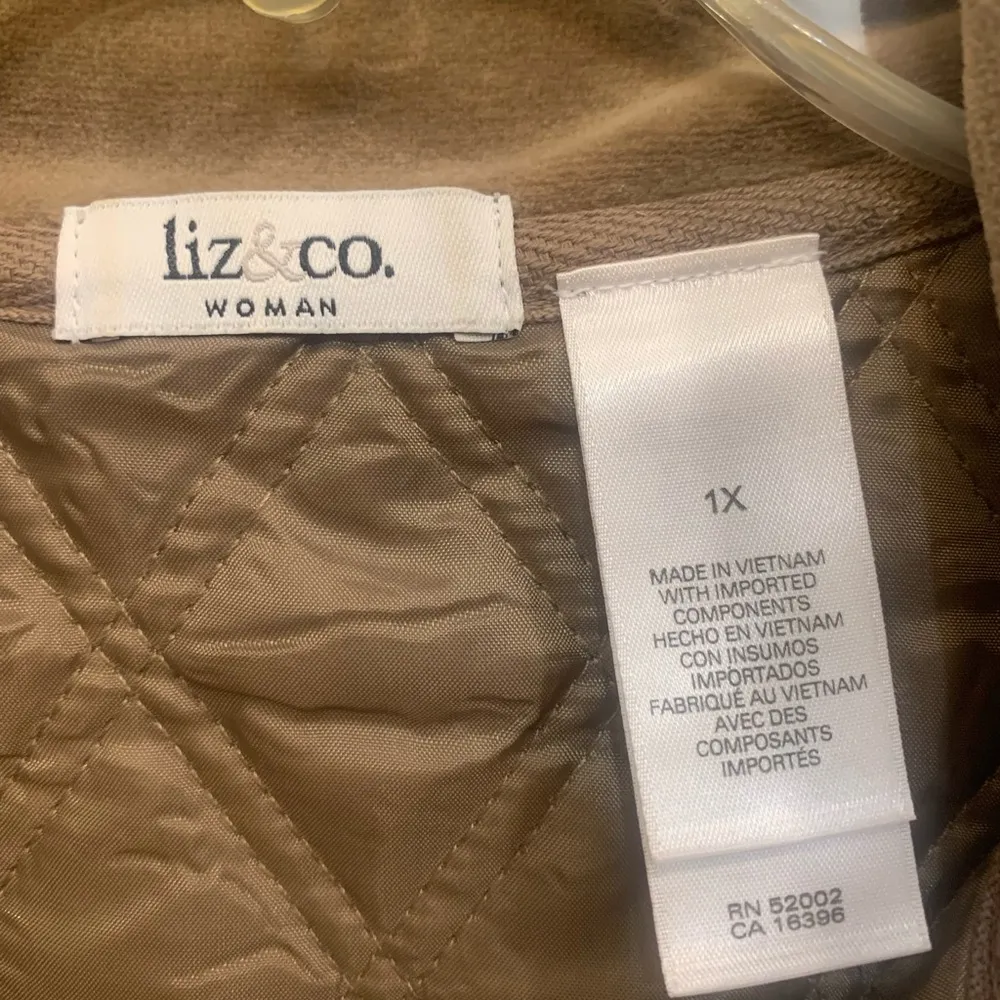 liz&co.
WOMAN
1X
MADE IN VIETNAM
WITH IMPORTED
COMPONENTS
HECHO EN VIETNAM
CON INSUMOS
IMPORTADOS
FABRIQUÉ AU VIETNAM
AVEC DES
COMPOSANTS
IMPORTÉS
RN 52002
CA 16396